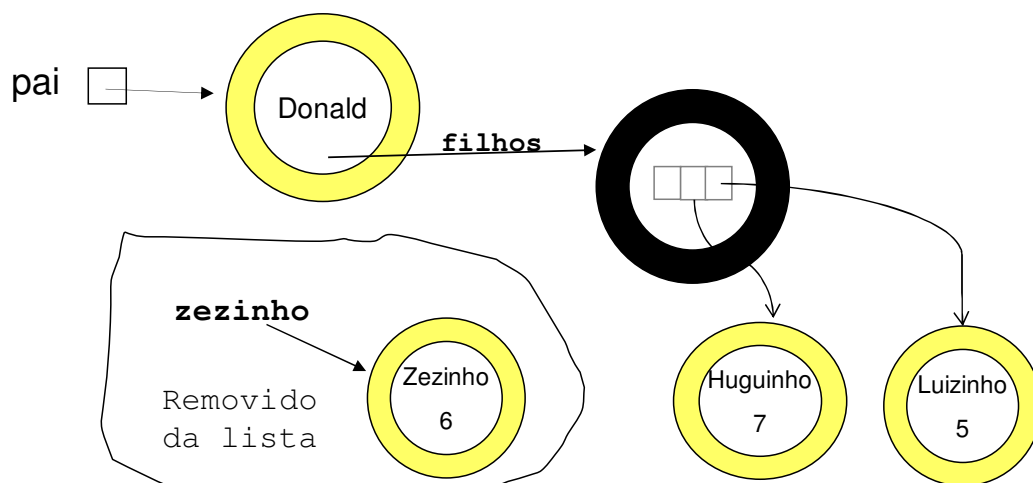 pai
Donald
filhos
zezinho
Removido
da lista
Zezinho
6
Huguinho
7
Luizinho
5